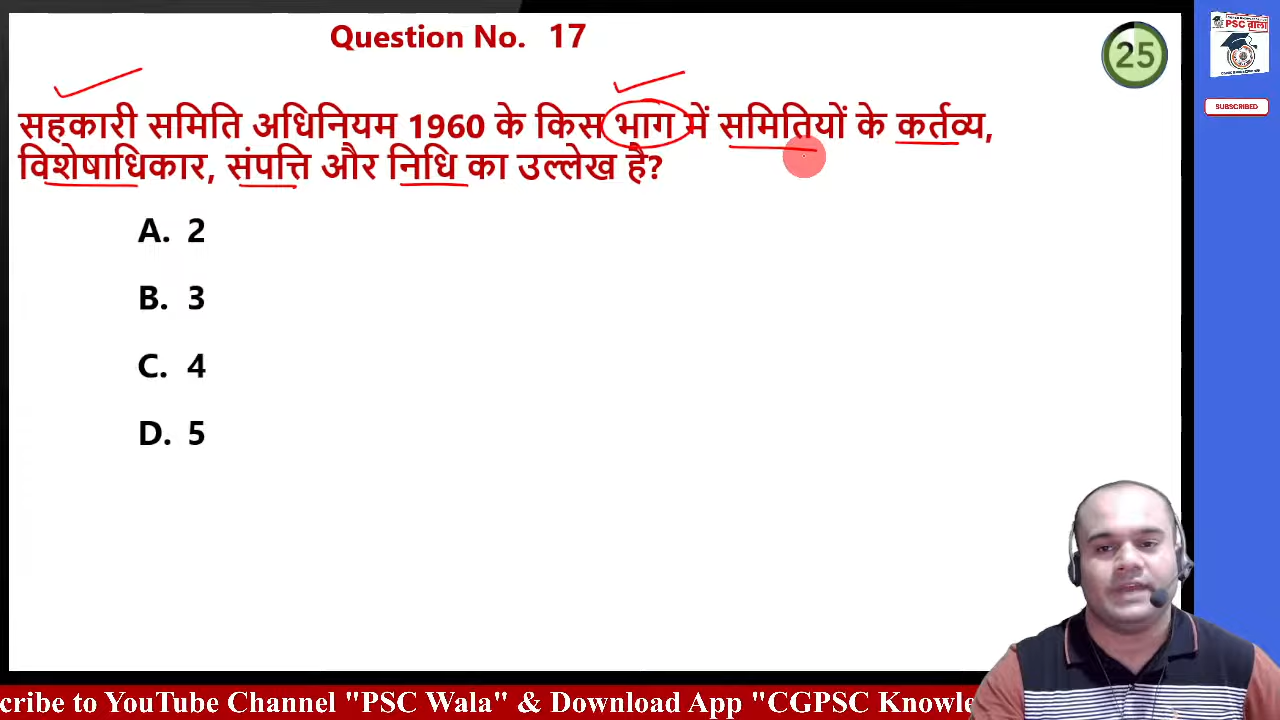 Question No. 17
25
PSC वाला
SUBSCRIBED
सहकारी समिति अधिनियम 1960 के किस भाग में समितियों के कर्तव्य,
विशेषाधिकार, संपत्ति और निधि का उल्लेख है?
A. 2
B. 3
C. 4
D. 5
cribe to YouTube Channel "PSC Wala" & Download App "CGPSC Knowle